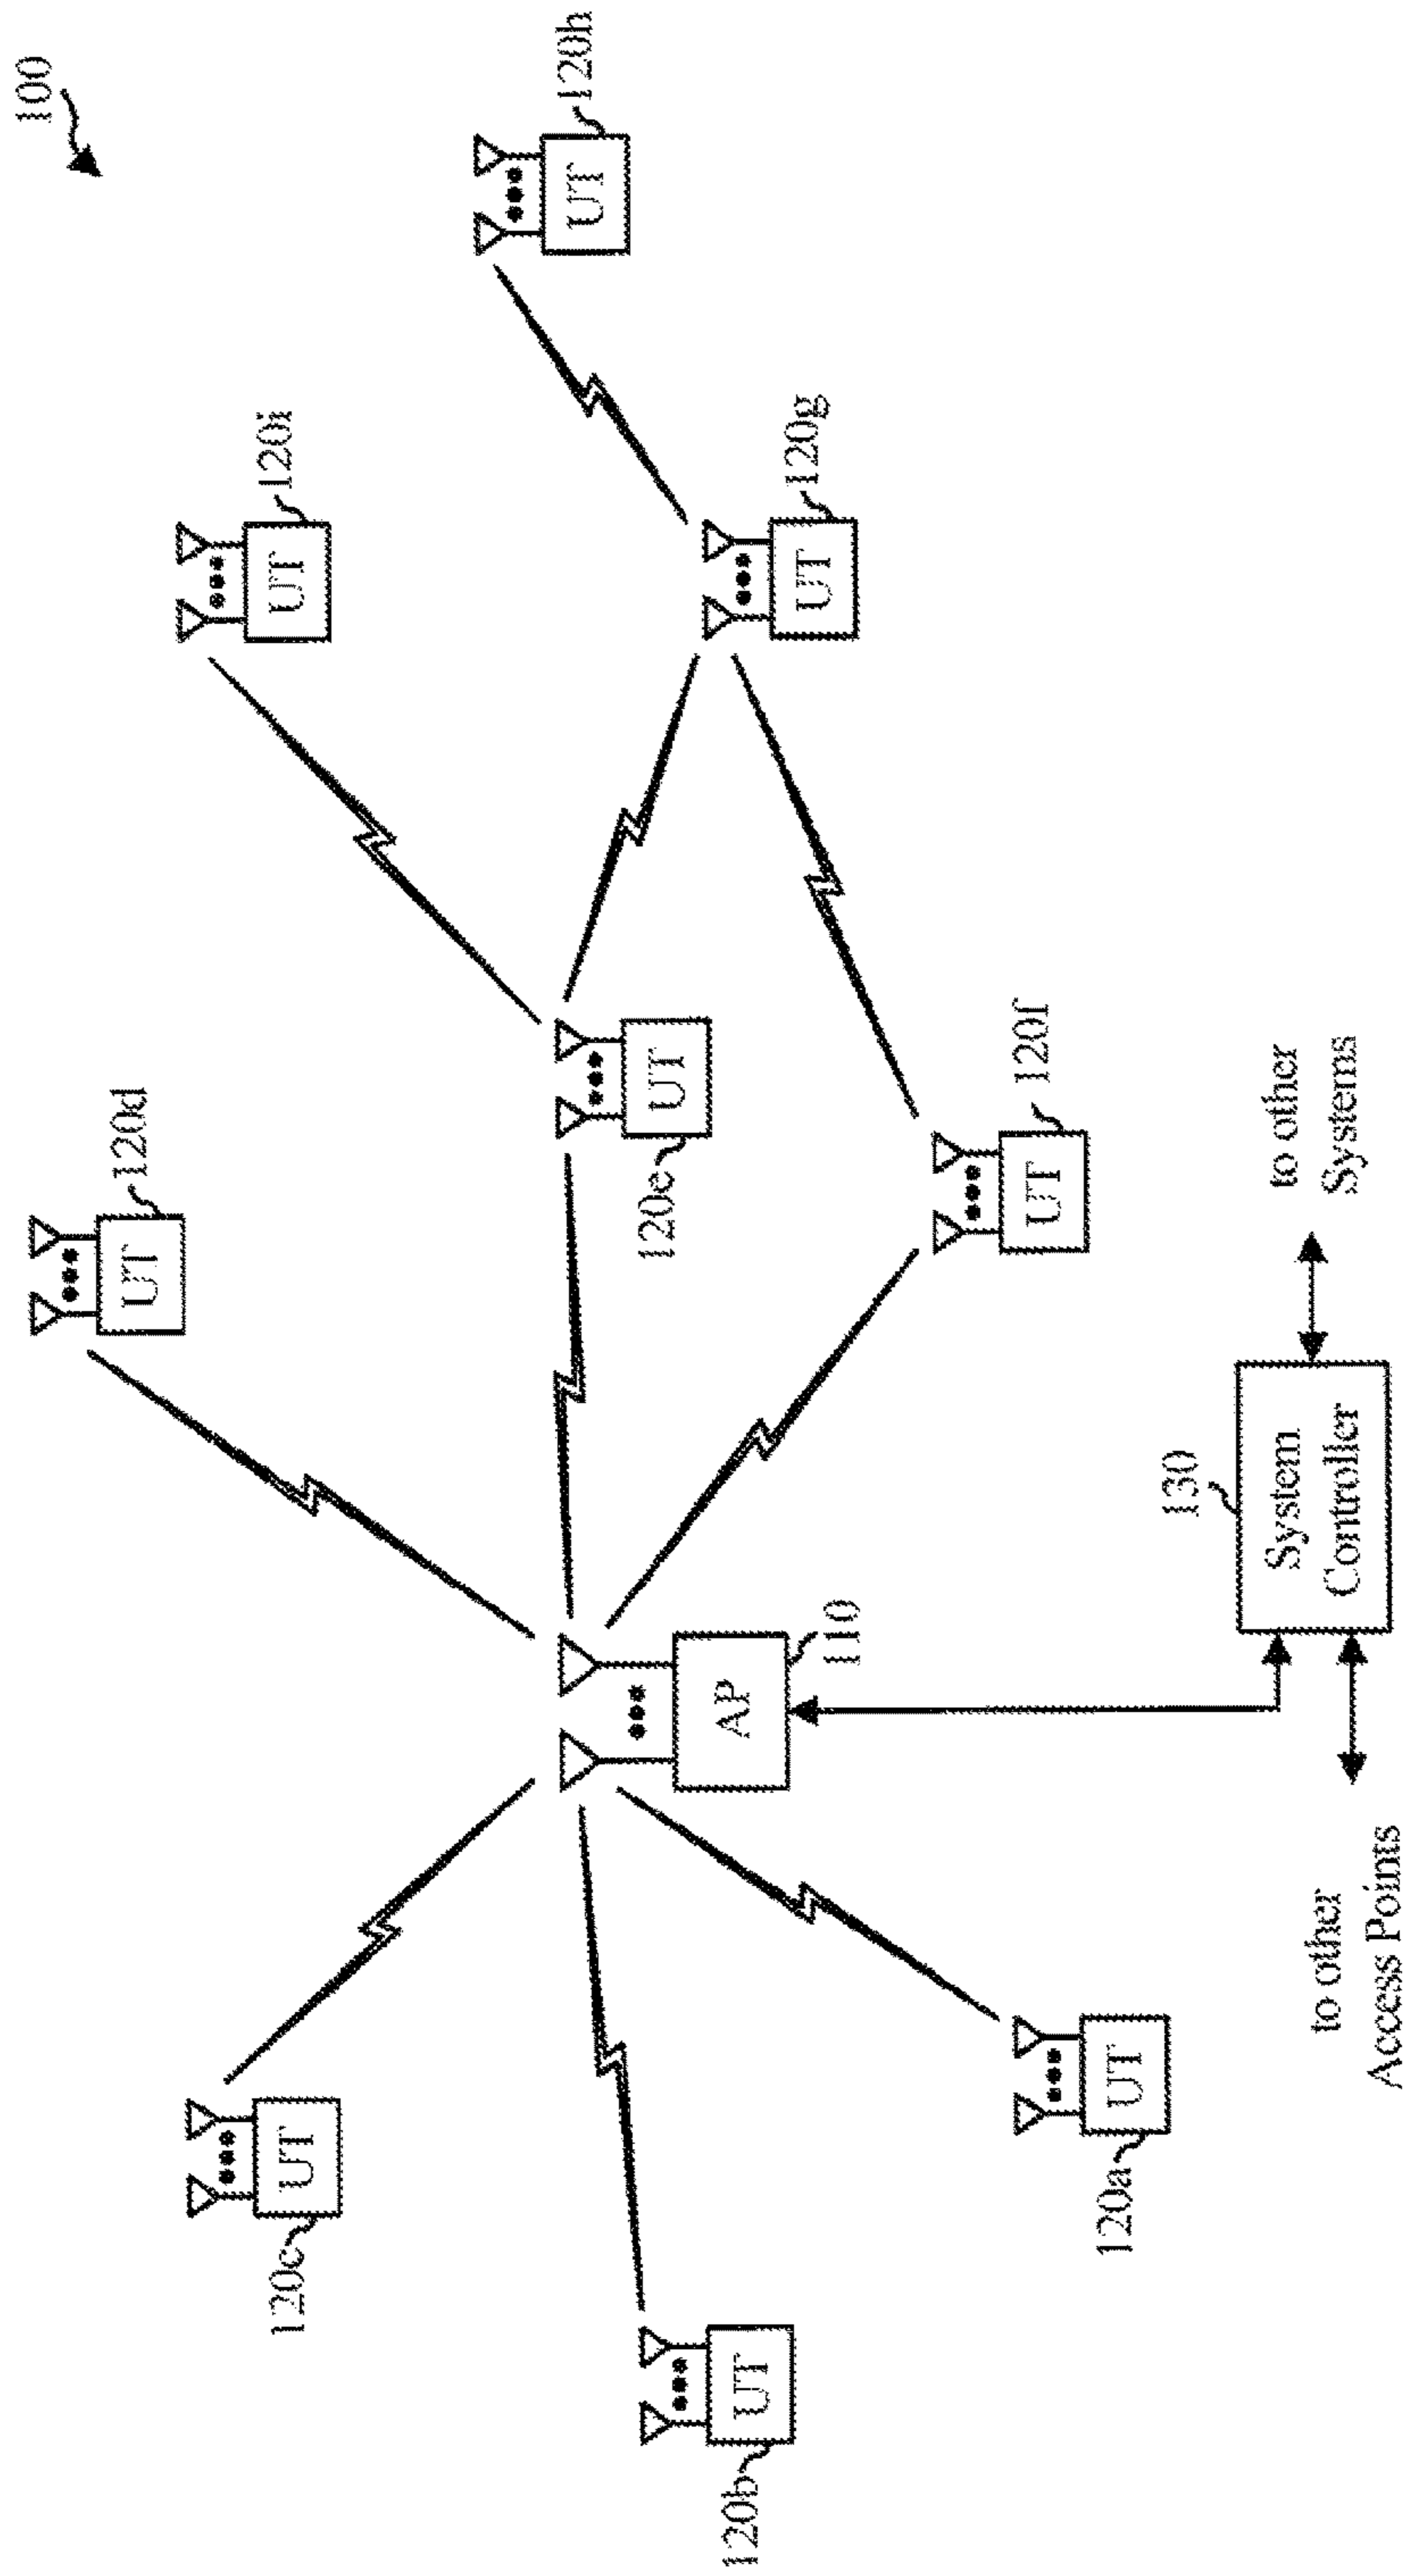 100
120d
UT
120i
UT
120c
UT
120h
UT
120e
UT
AP
110
120b
UT
120g
UT
120f
UT
120a
UT
130
System
Controller
to other
Systems
to other
Access Points